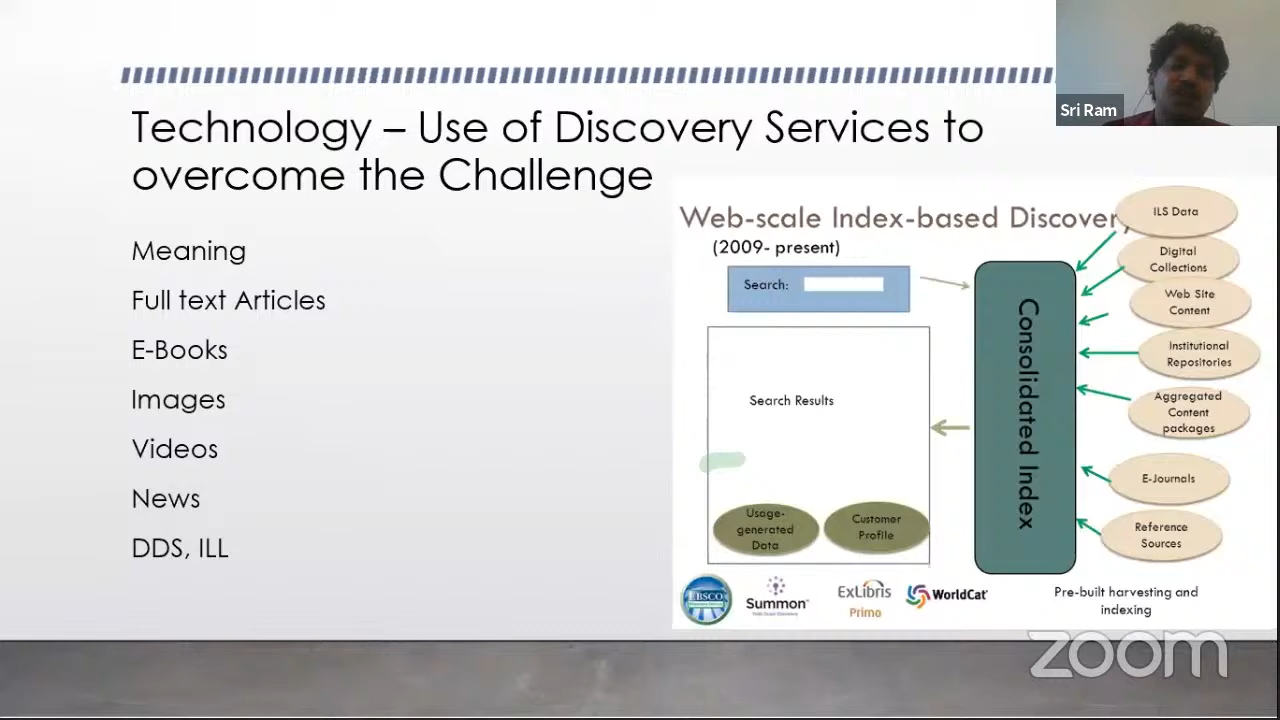 Sri Ram
Technology – Use of Discovery Services to
overcome the Challenge
Meaning
Full text Articles
E-Books
Images
Videos
News
DDS, ILL
Web-scale Index-based Discovery
(2009- present)
Search:
Search Results
Usage-
generated
Data
Customer
Profile
Consolidated Index
ILS Data
Digital
Collections
Web Site
Content
Institutional
Repositories
Aggregated
Content
packages
E-Journals
Reference
Sources
EBSCO
Summon
ExLibris
Primo
WorldCat
Pre-built harvesting and
indexing
zoom